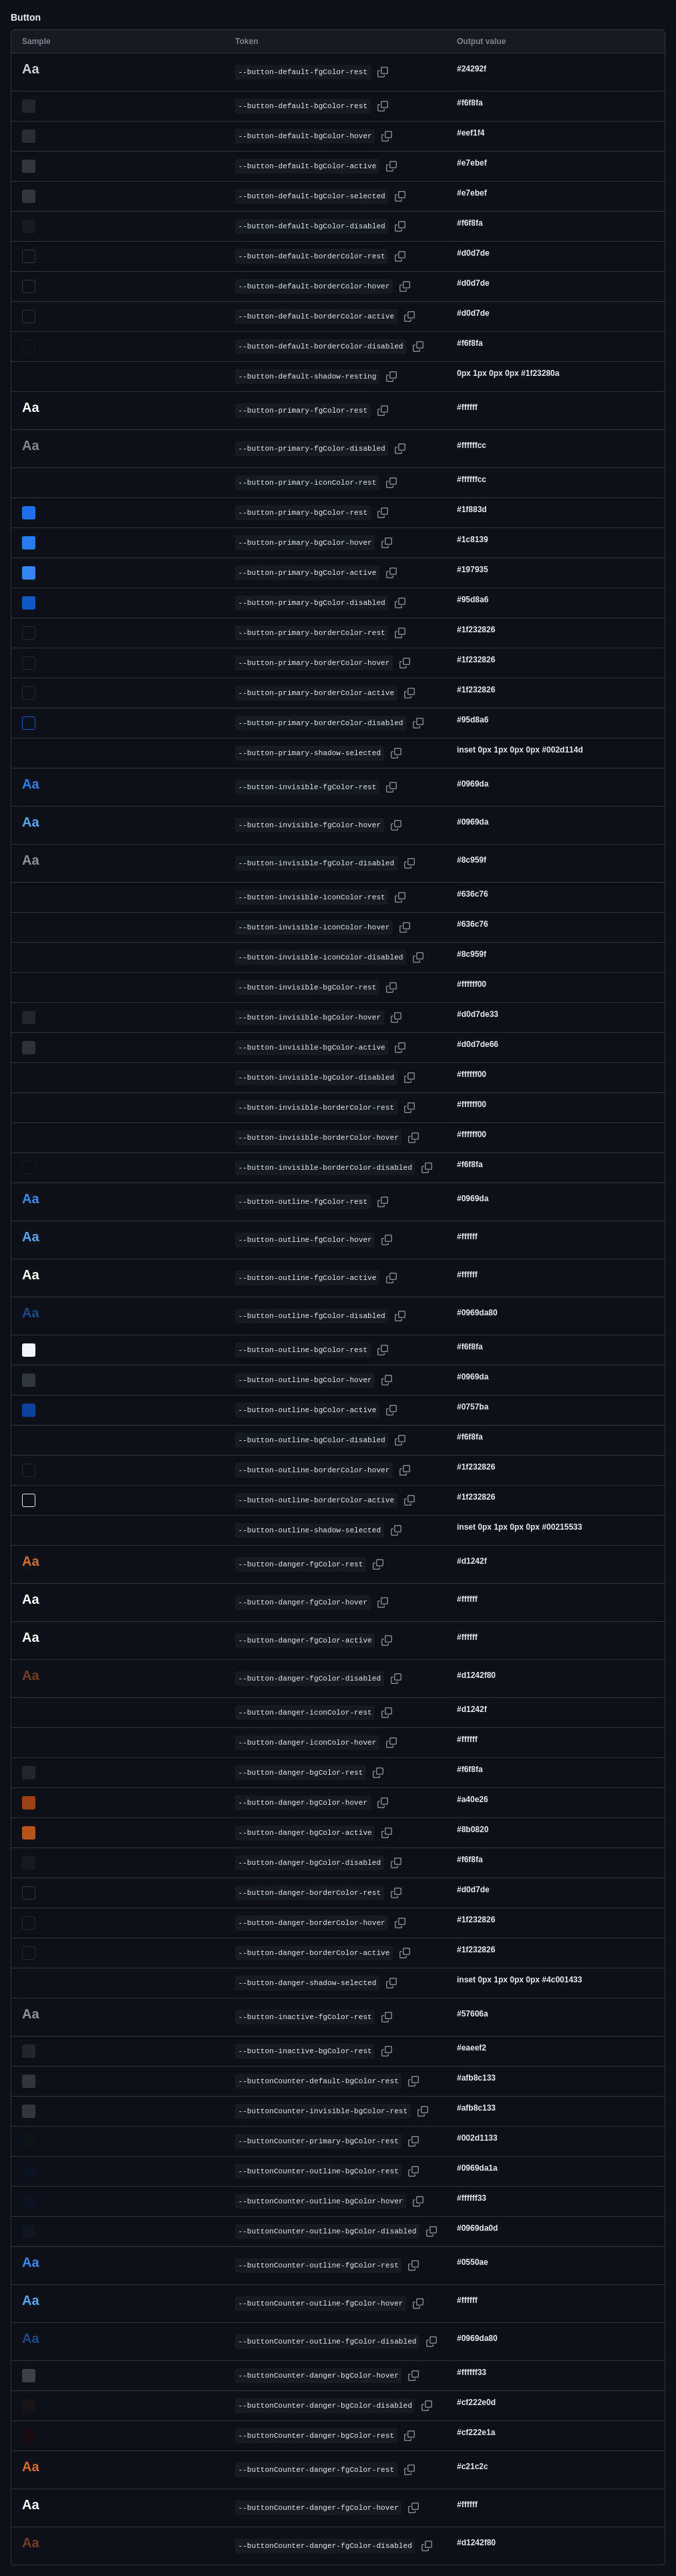 Button
Sample Token Output value
Aa --button-default-fgColor-rest #24292f
--button-default-bgColor-rest #f6f8fa
--button-default-bgColor-hover #eef1f4
--button-default-bgColor-active #e7ebef
--button-default-bgColor-selected #e7ebef
--button-default-bgColor-disabled #f6f8fa
--button-default-borderColor-rest #d0d7de
--button-default-borderColor-hover #d0d7de
--button-default-borderColor-active #d0d7de
--button-default-borderColor-disabled #f6f8fa
--button-default-shadow-resting 0px 1px 0px 0px #1f23280a
Aa --button-primary-fgColor-rest #ffffff
Aa --button-primary-fgColor-disabled #ffffffcc
--button-primary-iconColor-rest #ffffffcc
--button-primary-bgColor-rest #1f883d
--button-primary-bgColor-hover #1c8139
--button-primary-bgColor-active #197935
--button-primary-bgColor-disabled #95d8a6
--button-primary-borderColor-rest #1f232826
--button-primary-borderColor-hover #1f232826
--button-primary-borderColor-active #1f232826
--button-primary-borderColor-disabled #95d8a6
--button-primary-shadow-selected inset 0px 1px 0px 0px #002d114d
Aa --button-invisible-fgColor-rest #0969da
Aa --button-invisible-fgColor-hover #0969da
Aa --button-invisible-fgColor-disabled #8c959f
--button-invisible-iconColor-rest #636c76
--button-invisible-iconColor-hover #636c76
--button-invisible-iconColor-disabled #8c959f
--button-invisible-bgColor-rest #ffffff00
--button-invisible-bgColor-hover #d0d7de33
--button-invisible-bgColor-active #d0d7de66
--button-invisible-bgColor-disabled #ffffff00
--button-invisible-borderColor-rest #ffffff00
--button-invisible-borderColor-hover #ffffff00
--button-invisible-borderColor-disabled #f6f8fa
Aa --button-outline-fgColor-rest #0969da
Aa --button-outline-fgColor-hover #ffffff
Aa --button-outline-fgColor-active #ffffff
Aa --button-outline-fgColor-disabled #0969da80
--button-outline-bgColor-rest #f6f8fa
--button-outline-bgColor-hover #0969da
--button-outline-bgColor-active #0757ba
--button-outline-bgColor-disabled #f6f8fa
--button-outline-borderColor-hover #1f232826
--button-outline-borderColor-active #1f232826
--button-outline-shadow-selected inset 0px 1px 0px 0px #00215533
Aa --button-danger-fgColor-rest #d1242f
Aa --button-danger-fgColor-hover #ffffff
Aa --button-danger-fgColor-active #ffffff
Aa --button-danger-fgColor-disabled #d1242f80
--button-danger-iconColor-rest #d1242f
--button-danger-iconColor-hover #ffffff
--button-danger-bgColor-rest #f6f8fa
--button-danger-bgColor-hover #a40e26
--button-danger-bgColor-active #8b0820
--button-danger-bgColor-disabled #f6f8fa
--button-danger-borderColor-rest #d0d7de
--button-danger-borderColor-hover #1f232826
--button-danger-borderColor-active #1f232826
--button-danger-shadow-selected inset 0px 1px 0px 0px #4c001433
Aa --button-inactive-fgColor-rest #57606a
--button-inactive-bgColor-rest #eaeef2
--buttonCounter-default-bgColor-rest #afb8c133
--buttonCounter-invisible-bgColor-rest #afb8c133
--buttonCounter-primary-bgColor-rest #002d1133
--buttonCounter-outline-bgColor-rest #0969da1a
--buttonCounter-outline-bgColor-hover #ffffff33
--buttonCounter-outline-bgColor-disabled #0969da0d
Aa --buttonCounter-outline-fgColor-rest #0550ae
Aa --buttonCounter-outline-fgColor-hover #ffffff
Aa --buttonCounter-outline-fgColor-disabled #0969da80
--buttonCounter-danger-bgColor-hover #ffffff33
--buttonCounter-danger-bgColor-disabled #cf222e0d
--buttonCounter-danger-bgColor-rest #cf222e1a
Aa --buttonCounter-danger-fgColor-rest #c21c2c
Aa --buttonCounter-danger-fgColor-hover #ffffff
Aa --buttonCounter-danger-fgColor-disabled #d1242f80